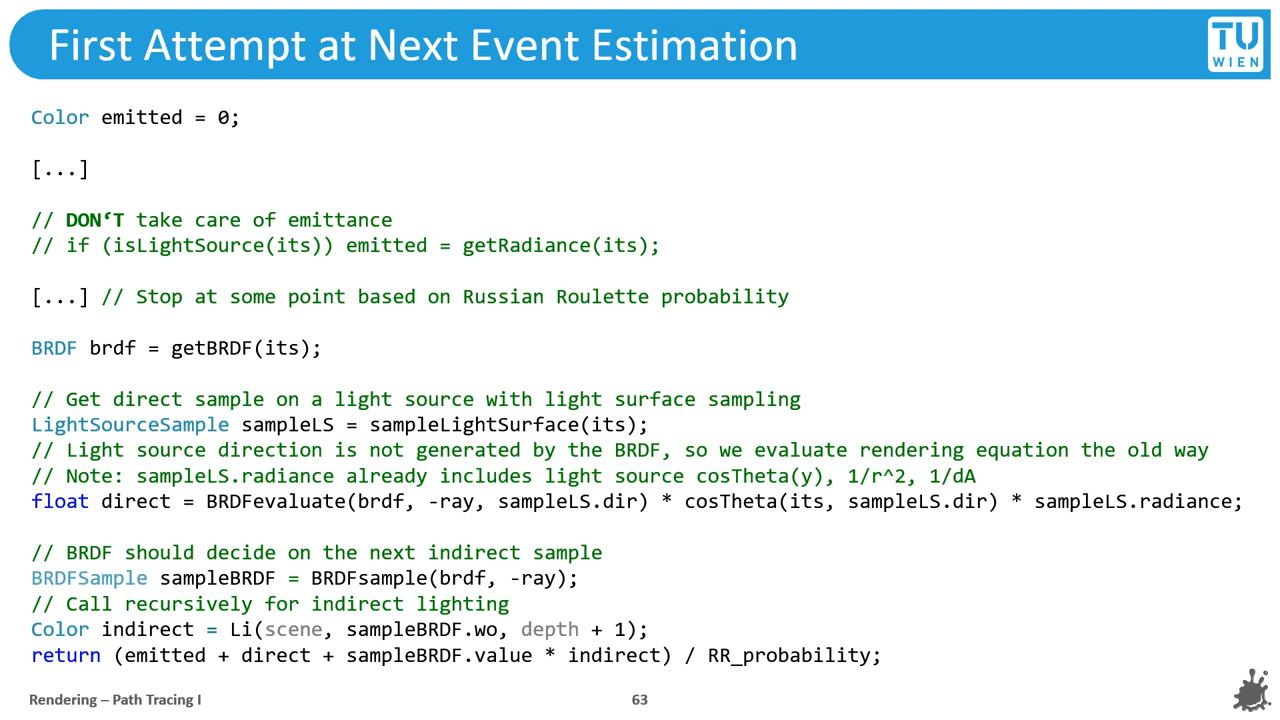 First Attempt at Next Event Estimation
TU
WIEN
Color emitted = 0;
[...]
// DON‘T take care of emittance
// if (isLightSource(its)) emitted = getRadiance(its);
[...] // Stop at some point based on Russian Roulette probability
BRDF brdf = getBRDF(its);
// Get direct sample on a light source with light surface sampling
LightSourceSample sampleLS = sampleLightSurface(its);
// Light source direction is not generated by the BRDF, so we evaluate rendering equation the old way
// Note: sampleLS.radiance already includes light source cosTheta(y), 1/r^2, 1/dA
float direct = BRDFevaluate(brdf, -ray, sampleLS.dir) * cosTheta(its, sampleLS.dir) * sampleLS.radiance;
// BRDF should decide on the next indirect sample
BRDFSample sampleBRDF = BRDFsample(brdf, -ray);
// Call recursively for indirect lighting
Color indirect = Li(scene, sampleBRDF.wo, depth + 1);
return (emitted + direct + sampleBRDF.value * indirect) / RR_probability;
Rendering – Path Tracing I
63